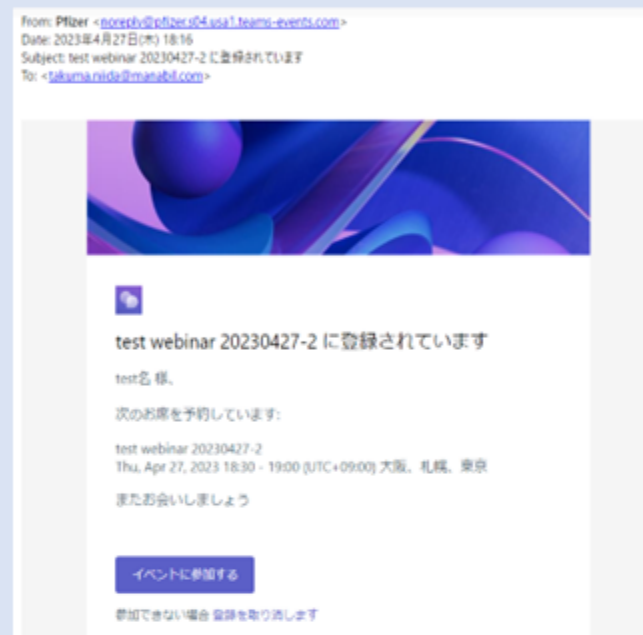 From: Pfizer <noreply@pfizer.s04.usa1.teams-events.com>
Date: 2023年4月27日(木) 18:16
Subject: test webinar 20230427-2 に登録されています
To: <takuma.niida@manabil.com>
test webinar 20230427-2 に登録されています
test名 様、
次のお席を予約しています:
test webinar 20230427-2
Thu, Apr 27, 2023 18:30 - 19:00 (UTC+09:00) 大阪、札幌、東京
またお会いしましょう
イベントに参加する
参加できない場合 登録を取り消します